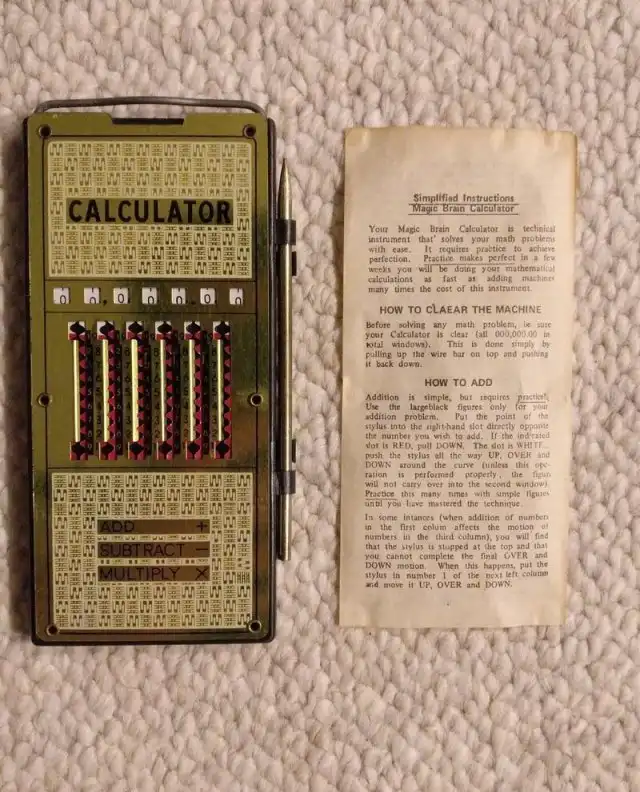 CALCULATOR
0 0,0 0 0.0 0
ADD +
SUBTRACT −
MULTIPLY X
Simplified Instructions
Magic Brain Calculator
Your Magic Brain Calculator is technical
instrument that solves your math problems
with ease. It requires practice to achieve
perfection. Practice makes perfect in a few
weeks you will be doing your mathematical
calculations as fast as adding machines
many times the cost of this instrument.
HOW TO CLAEAR THE MACHINE
Before solving any math problem, be sure
your Calculator is clear (all 000,000.00 in
total windows). This is done simply by
pulling up the wire bar on top and pushing
it back down.
HOW TO ADD
Addition is simple, but requires practice.
Use the largeblack figures only for your
addition problem. Put the point of the
stylus into the right-hand slot directly opposite
the number you wish to add. If the indicated
slot is RED, pull DOWN. The slot is WHITE...
push the stylus all the way UP, OVER and
DOWN around the curve (unless this ope-
ration is performed properly, the figure
will not carry over into the second window).
Practice this many times with simple figures
until you have mastered the technique.
In some intances (when addition of numbers
in the first colum affects the motion of
numbers in the third column), you will find
that the stylus is stopped at the top and that
you cannot complete the final OVER and
DOWN motion. When this happens, put the
stylus in number 1 of the next left column
and move it UP, OVER and DOWN.